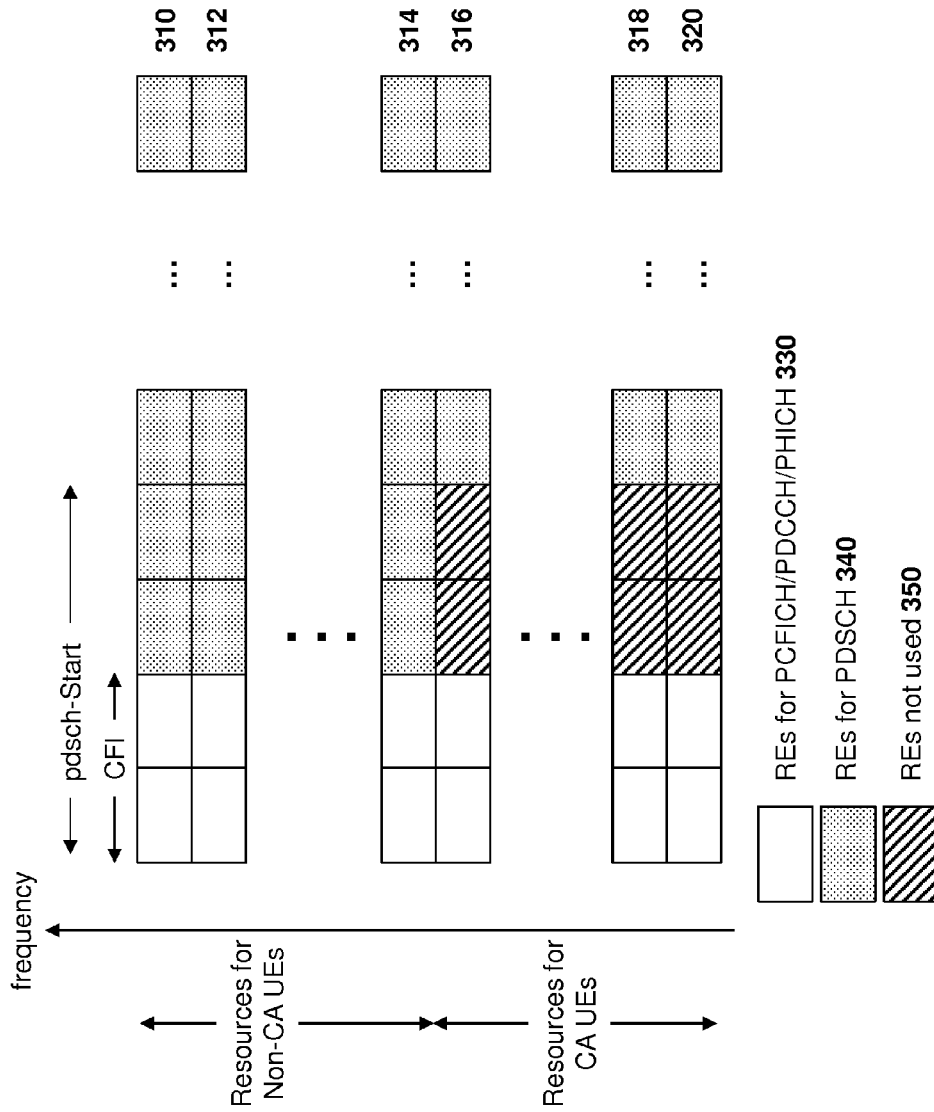 frequency
pdsch-Start
CFI
Resources for
Non-CA UEs
Resources for
CA UEs
... 310
... 312
... 314
... 316
... 318
... 320
REs for PCFICH/PDCCH/PHICH 330
REs for PDSCH 340
REs not used 350